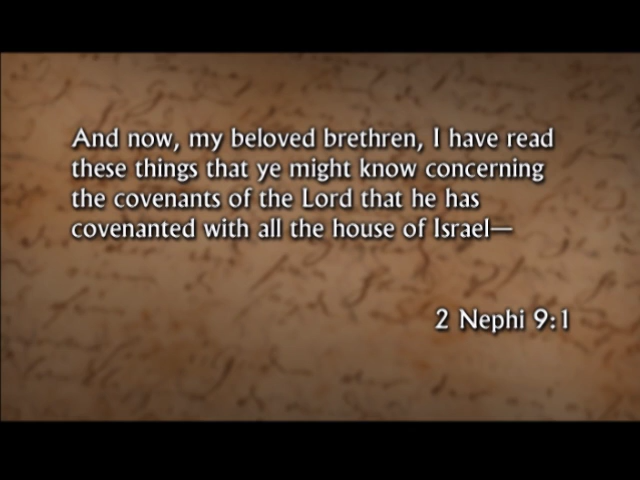 And now, my beloved brethren, I have read
these things that ye might know concerning
the covenants of the Lord that he has
covenanted with all the house of Israel—
2 Nephi 9:1